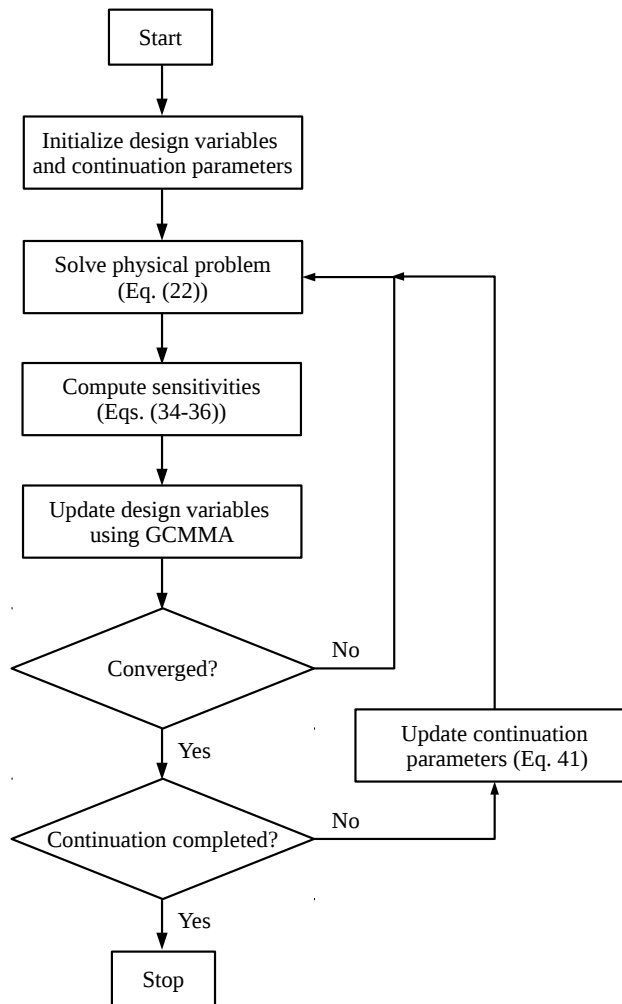 Start
Initialize design variables
and continuation parameters
Solve physical problem
(Eq. (22))
Compute sensitivities
(Eqs. (34-36))
Update design variables
using GCMMA
Converged?
No
Yes
Update continuation
parameters (Eq. 41)
Continuation completed?
No
Yes
Stop